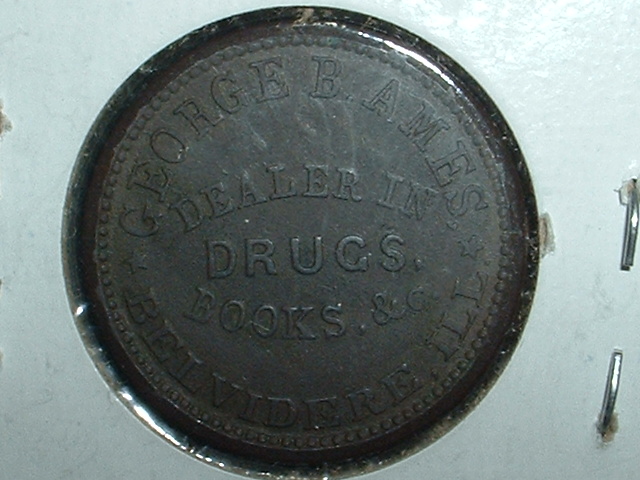 GEORGE B. AMES,
DEALER IN
DRUGS.
BOOKS. &C
BELVIDERE, ILL